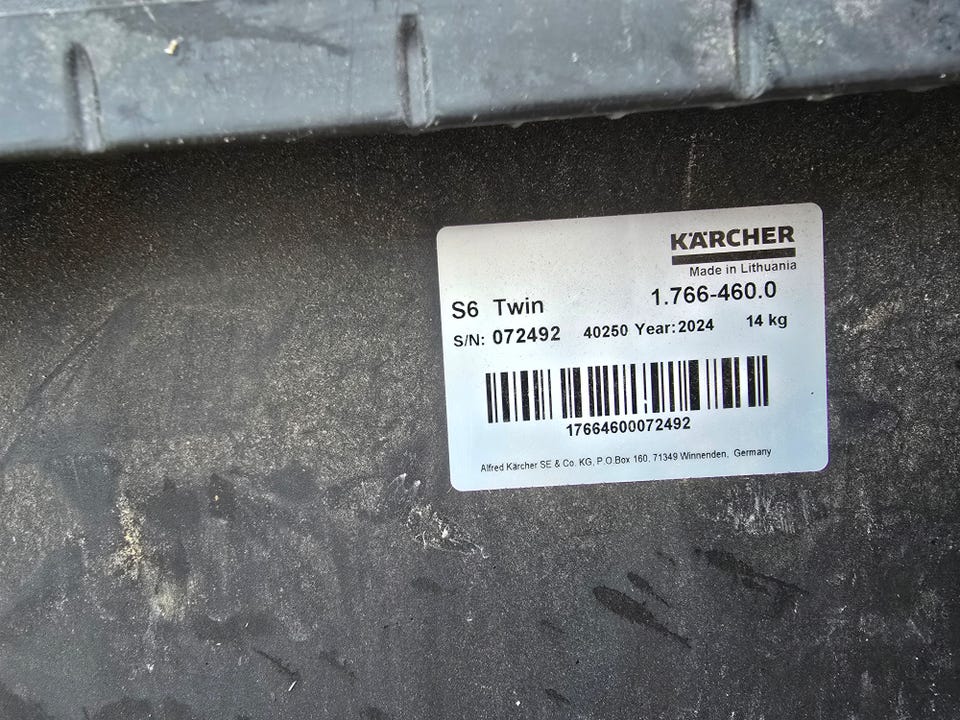 KÄRCHER
Made in Lithuania
S6 Twin 1.766-460.0
S/N: 072492 40250 Year:2024 14 kg
17664600072492
Alfred Kärcher SE & Co. KG, P.O.Box 160, 71349 Winnenden, Germany